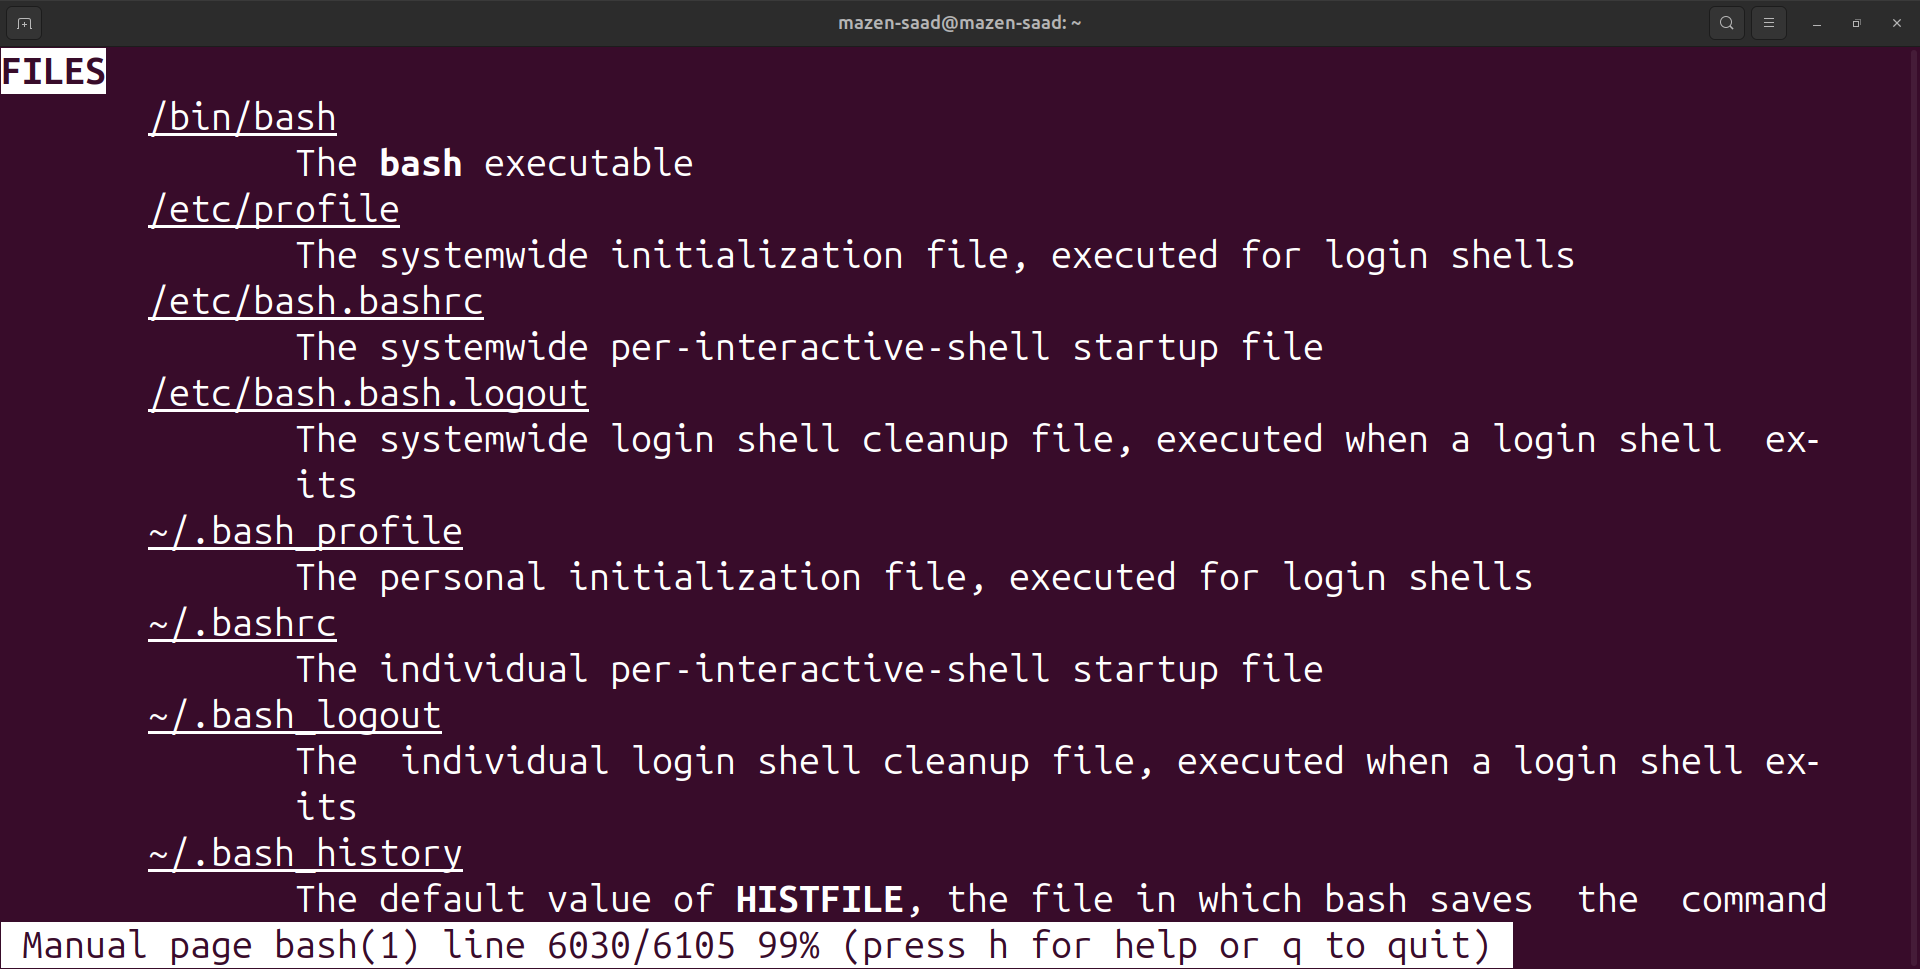 mazen-saad@mazen-saad: ~
FILES
/bin/bash
The bash executable
/etc/profile
The systemwide initialization file, executed for login shells
/etc/bash.bashrc
The systemwide per-interactive-shell startup file
/etc/bash.bash.logout
The systemwide login shell cleanup file, executed when a login shell  ex-
its
~/.bash_profile
The personal initialization file, executed for login shells
~/.bashrc
The individual per-interactive-shell startup file
~/.bash_logout
The  individual login shell cleanup file, executed when a login shell ex-
its
~/.bash_history
The default value of HISTFILE, the file in which bash saves  the  command
Manual page bash(1) line 6030/6105 99% (press h for help or q to quit)